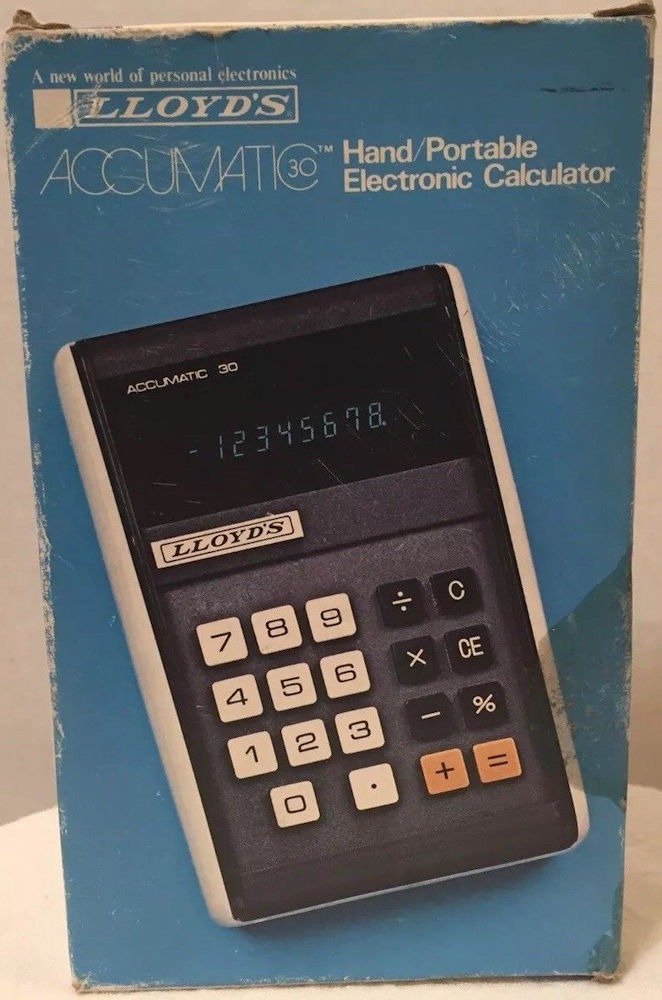 A new world of personal electronics
LLOYD'S®
ACCUMATIC 30™ Hand/Portable
Electronic Calculator
ACCUMATIC 30
-12345678.
LLOYD'S
7 8 9 ÷ C
4 5 6 × CE
1 2 3 − %
0 . + =